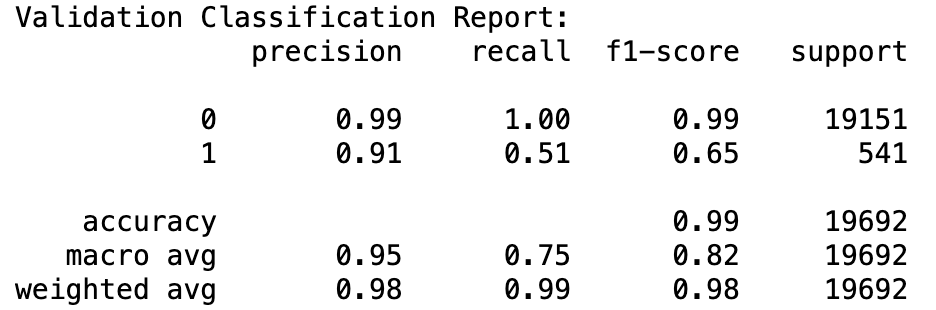 Validation Classification Report:
precision recall f1-score support
0 0.99 1.00 0.99 19151
1 0.91 0.51 0.65 541
accuracy 0.99 19692
macro avg 0.95 0.75 0.82 19692
weighted avg 0.98 0.99 0.98 19692